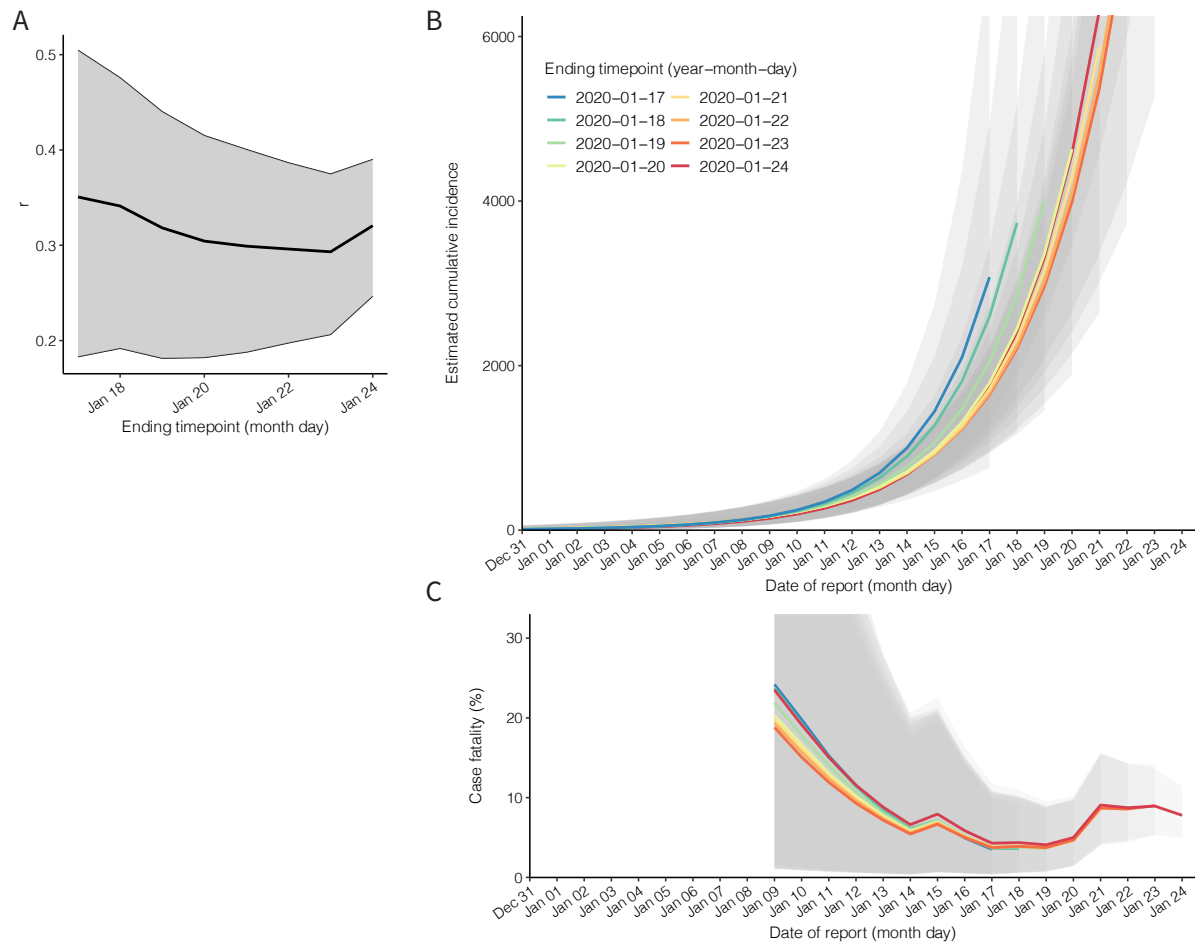 A
0.5
0.4
0.3
0.2
r
Jan 18
Jan 20
Jan 22
Jan 24
Ending timepoint (month day)
B
6000
4000
2000
0
Estimated cumulative incidence
Ending timepoint (year−month−day)
2020−01−17 2020−01−21
2020−01−18 2020−01−22
2020−01−19 2020−01−23
2020−01−20 2020−01−24
Dec 31
Jan 01
Jan 02
Jan 03
Jan 04
Jan 05
Jan 06
Jan 07
Jan 08
Jan 09
Jan 10
Jan 11
Jan 12
Jan 13
Jan 14
Jan 15
Jan 16
Jan 17
Jan 18
Jan 19
Jan 20
Jan 21
Jan 22
Jan 23
Jan 24
Date of report (month day)
C
30
20
10
0
Case fatality (%)
Dec 31
Jan 01
Jan 02
Jan 03
Jan 04
Jan 05
Jan 06
Jan 07
Jan 08
Jan 09
Jan 10
Jan 11
Jan 12
Jan 13
Jan 14
Jan 15
Jan 16
Jan 17
Jan 18
Jan 19
Jan 20
Jan 21
Jan 22
Jan 23
Jan 24
Date of report (month day)